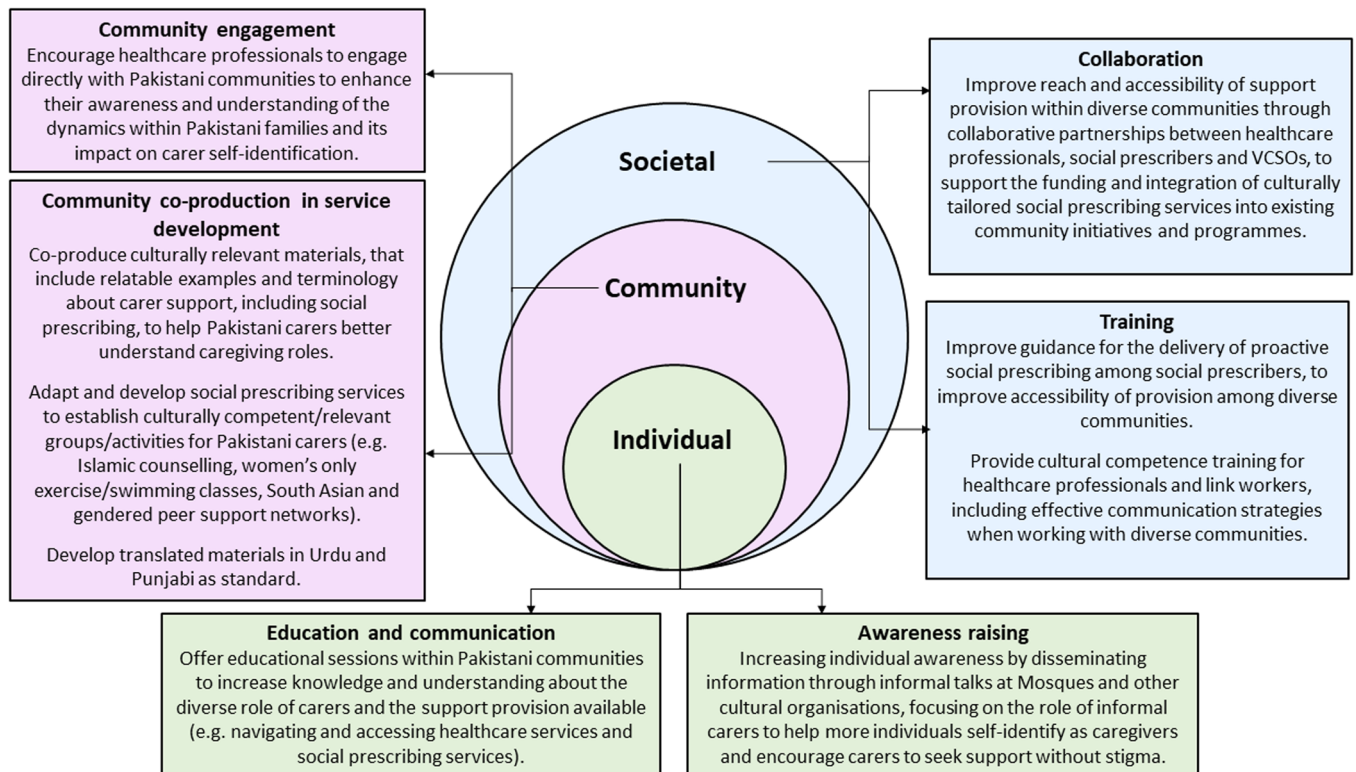 Community engagement
Encourage healthcare professionals to engage
directly with Pakistani communities to enhance
their awareness and understanding of the
dynamics within Pakistani families and its
impact on carer self-identification.
Community co-production in service
development
Co-produce culturally relevant materials, that
include relatable examples and terminology
about carer support, including social
prescribing, to help Pakistani carers better
understand caregiving roles.
Adapt and develop social prescribing services
to establish culturally competent/relevant
groups/activities for Pakistani carers (e.g.
Islamic counselling, women's only
exercise/swimming classes, South Asian and
gendered peer support networks).
Develop translated materials in Urdu and
Punjabi as standard.
Societal
Community
Individual
Collaboration
Improve reach and accessibility of support
provision within diverse communities through
collaborative partnerships between healthcare
professionals, social prescribers and VCSOs, to
support the funding and integration of culturally
tailored social prescribing services into existing
community initiatives and programmes.
Training
Improve guidance for the delivery of proactive
social prescribing among social prescribers, to
improve accessibility of provision among diverse
communities.
Provide cultural competence training for
healthcare professionals and link workers,
including effective communication strategies
when working with diverse communities.
Education and communication
Offer educational sessions within Pakistani communities
to increase knowledge and understanding about the
diverse role of carers and the support provision available
(e.g. navigating and accessing healthcare services and
social prescribing services).
Awareness raising
Increasing individual awareness by disseminating
information through informal talks at Mosques and other
cultural organisations, focusing on the role of informal
carers to help more individuals self-identify as caregivers
and encourage carers to seek support without stigma.